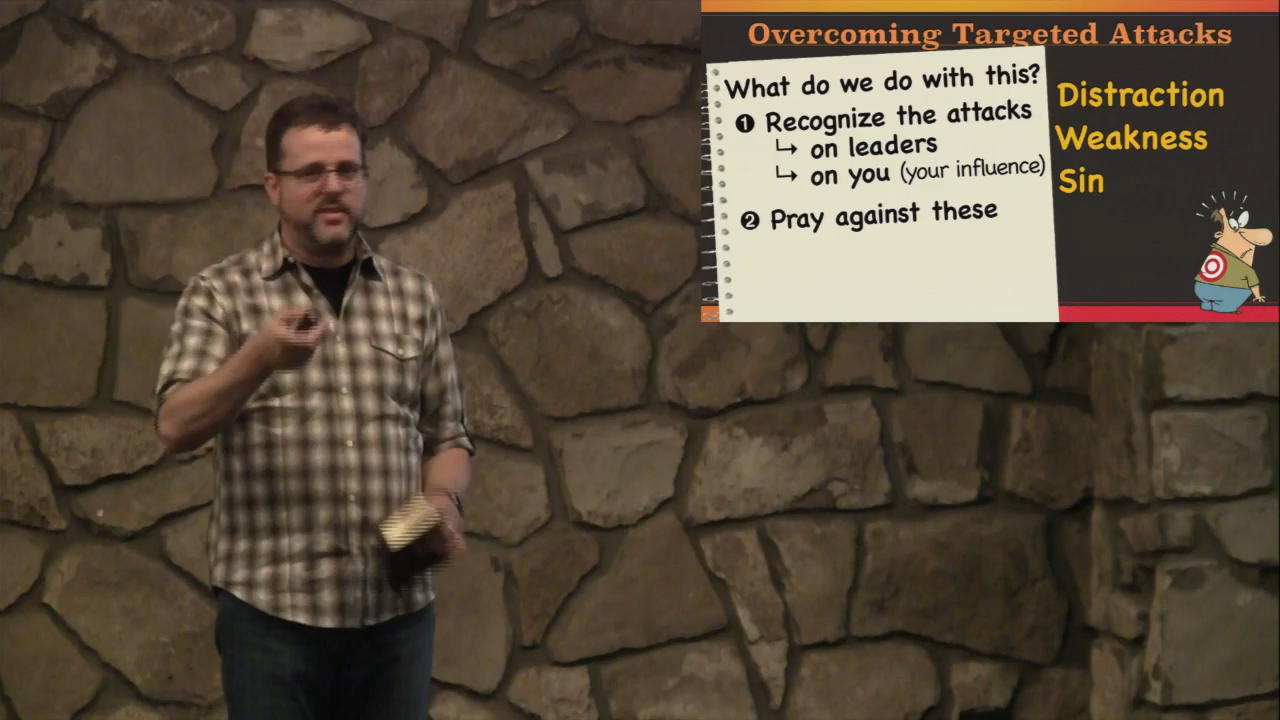 Overcoming Targeted Attacks
What do we do with this?
❶ Recognize the attacks
↳ on leaders
↳ on you (your influence)
❷ Pray against these
Distraction
Weakness
Sin